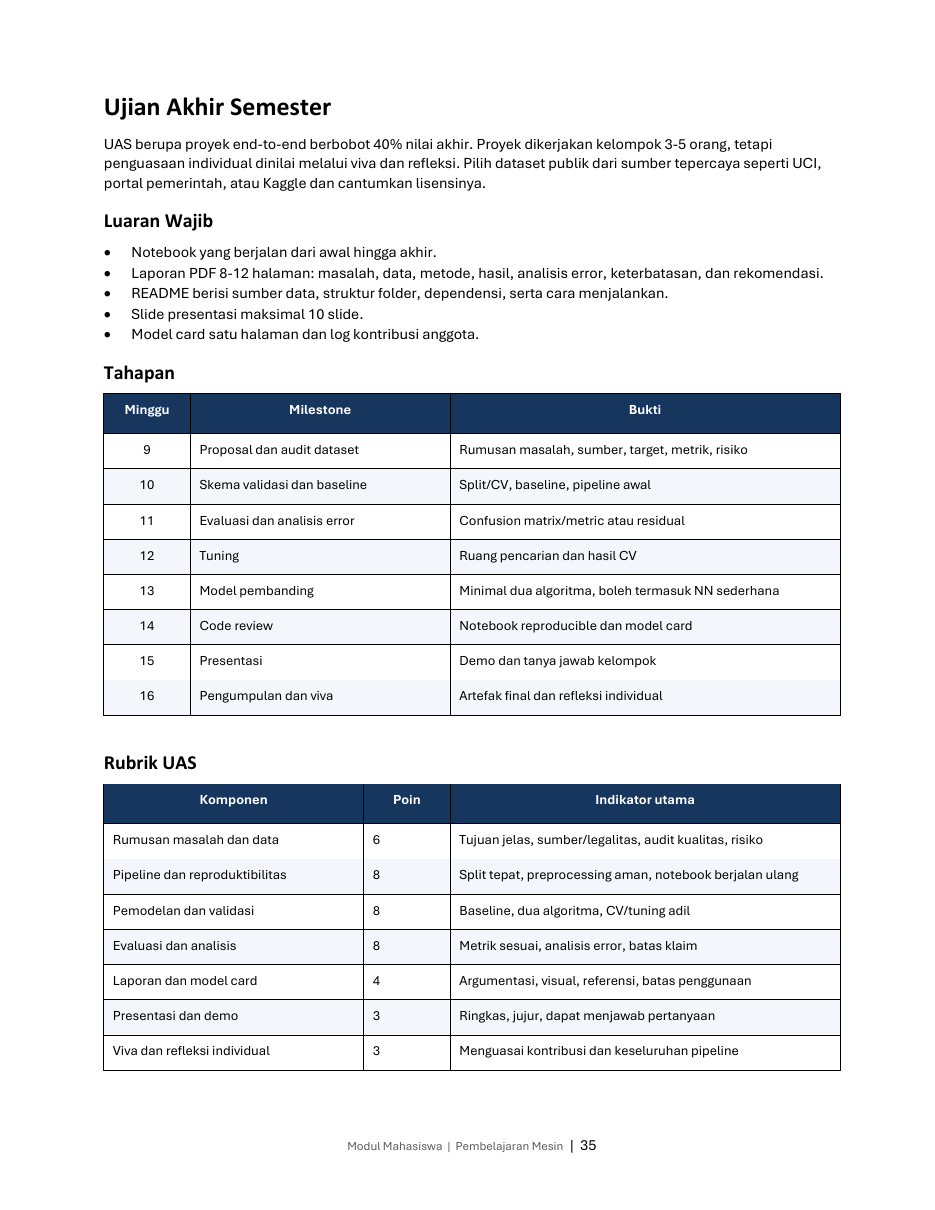 Ujian Akhir Semester
UAS berupa proyek end-to-end berbobot 40% nilai akhir. Proyek dikerjakan kelompok 3-5 orang, tetapi
penguasaan individual dinilai melalui viva dan refleksi. Pilih dataset publik dari sumber tepercaya seperti UCI,
portal pemerintah, atau Kaggle dan cantumkan lisensinya.
Luaran Wajib
• Notebook yang berjalan dari awal hingga akhir.
• Laporan PDF 8-12 halaman: masalah, data, metode, hasil, analisis error, keterbatasan, dan rekomendasi.
• README berisi sumber data, struktur folder, dependensi, serta cara menjalankan.
• Slide presentasi maksimal 10 slide.
• Model card satu halaman dan log kontribusi anggota.
Tahapan
Minggu Milestone Bukti
9 Proposal dan audit dataset Rumusan masalah, sumber, target, metrik, risiko
10 Skema validasi dan baseline Split/CV, baseline, pipeline awal
11 Evaluasi dan analisis error Confusion matrix/metric atau residual
12 Tuning Ruang pencarian dan hasil CV
13 Model pembanding Minimal dua algoritma, boleh termasuk NN sederhana
14 Code review Notebook reproducible dan model card
15 Presentasi Demo dan tanya jawab kelompok
16 Pengumpulan dan viva Artefak final dan refleksi individual
Rubrik UAS
Komponen Poin Indikator utama
Rumusan masalah dan data 6 Tujuan jelas, sumber/legalitas, audit kualitas, risiko
Pipeline dan reproduktibilitas 8 Split tepat, preprocessing aman, notebook berjalan ulang
Pemodelan dan validasi 8 Baseline, dua algoritma, CV/tuning adil
Evaluasi dan analisis 8 Metrik sesuai, analisis error, batas klaim
Laporan dan model card 4 Argumentasi, visual, referensi, batas penggunaan
Presentasi dan demo 3 Ringkas, jujur, dapat menjawab pertanyaan
Viva dan refleksi individual 3 Menguasai kontribusi dan keseluruhan pipeline
Modul Mahasiswa | Pembelajaran Mesin | 35